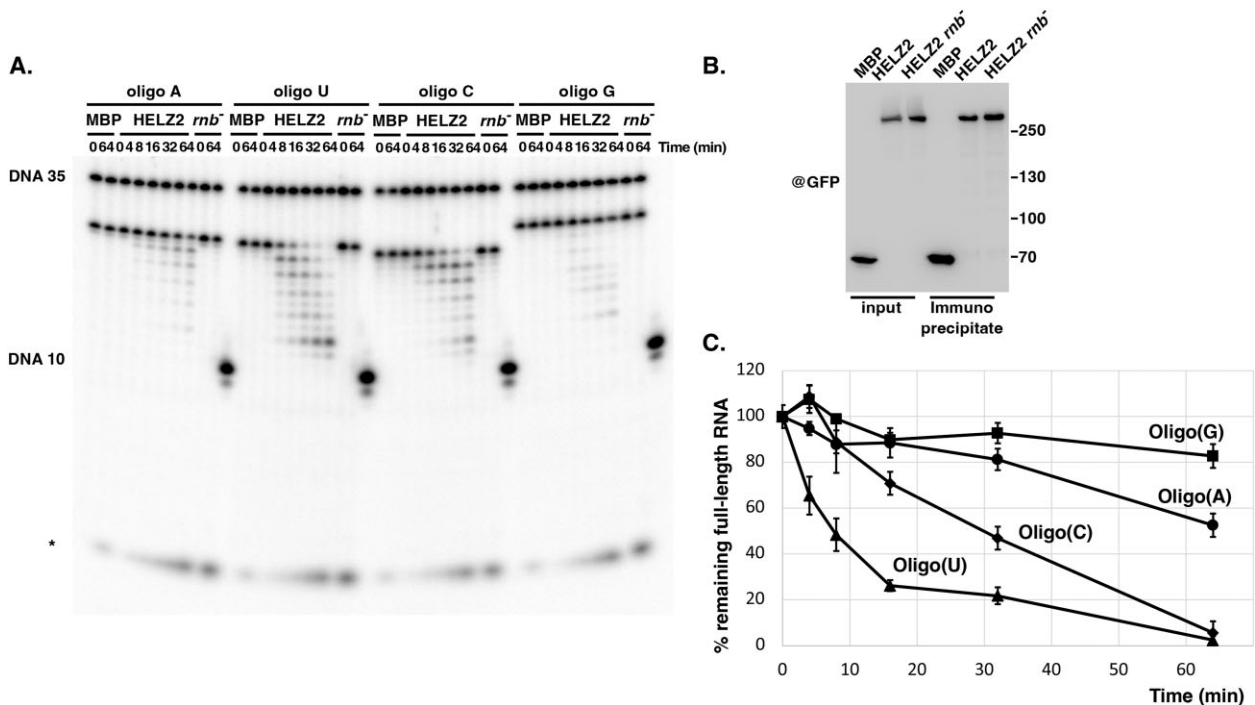 A.
oligo A oligo U oligo C oligo G
MBP HELZ2 rnb- MBP HELZ2 rnb- MBP HELZ2 rnb- MBP HELZ2 rnb-
0 64 0 4 8 16 32 64 0 64 0 64 0 4 8 16 32 64 0 64 0 64 0 4 8 16 32 64 0 64 0 64 0 4 8 16 32 64 0 64 Time (min)
DNA 35
DNA 10
*
B.
MBP HELZ2 HELZ2 rnb- MBP HELZ2 HELZ2 rnb-
@GFP
-250
-130
-100
-70
input Immuno
precipitate
C.
% remaining full-length RNA
120
100
80
60
40
20
0
Oligo(G)
Oligo(A)
Oligo(C)
Oligo(U)
0 10 20 30 40 50 60
Time (min)